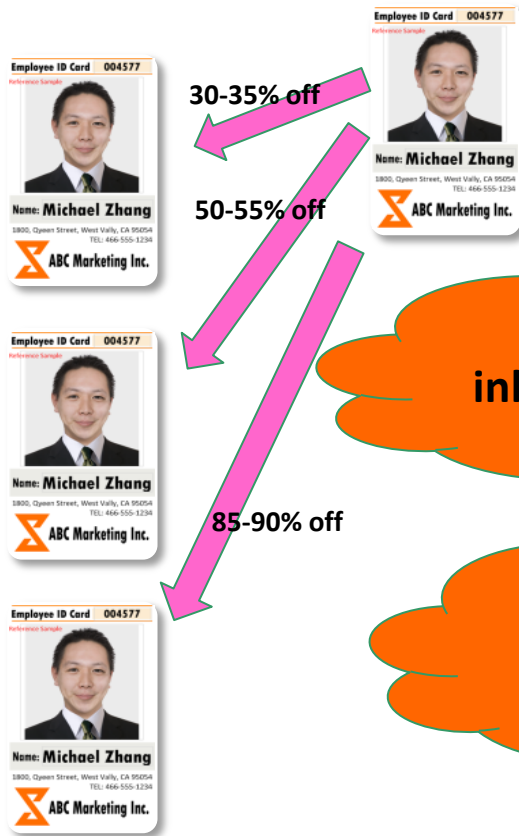 Employee ID Card 004577
Reference Sample
Name: Michael Zhang
1800, Qyeen Street, West Vally, CA 95054
TEL: 466-555-1234
ABC Marketing Inc.
30-35% off
50-55% off
85-90% off
Employee ID Card 004577
Reference Sample
Name: Michael Zhang
1800, Qyeen Street, West Vally, CA 95054
TEL: 466-555-1234
ABC Marketing Inc.
Employee ID Card 004577
Reference Sample
Name: Michael Zhang
1800, Qyeen Street, West Vally, CA 95054
TEL: 466-555-1234
ABC Marketing Inc.
Employee ID Card 004577
Reference Sample
Name: Michael Zhang
1800, Qyeen Street, West Vally, CA 95054
TEL: 466-555-1234
ABC Marketing Inc.